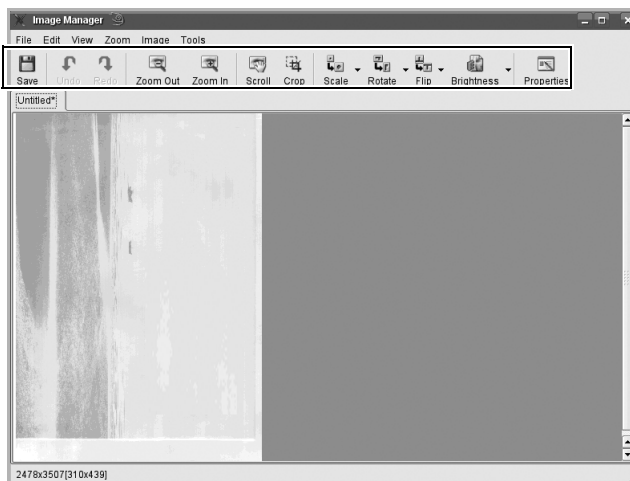 Image Manager
File Edit View Zoom Image Tools
Save Undo Redo Zoom Out Zoom In Scroll Crop Scale Rotate Flip Brightness Properties
Untitled*
2478x3507[310x439]